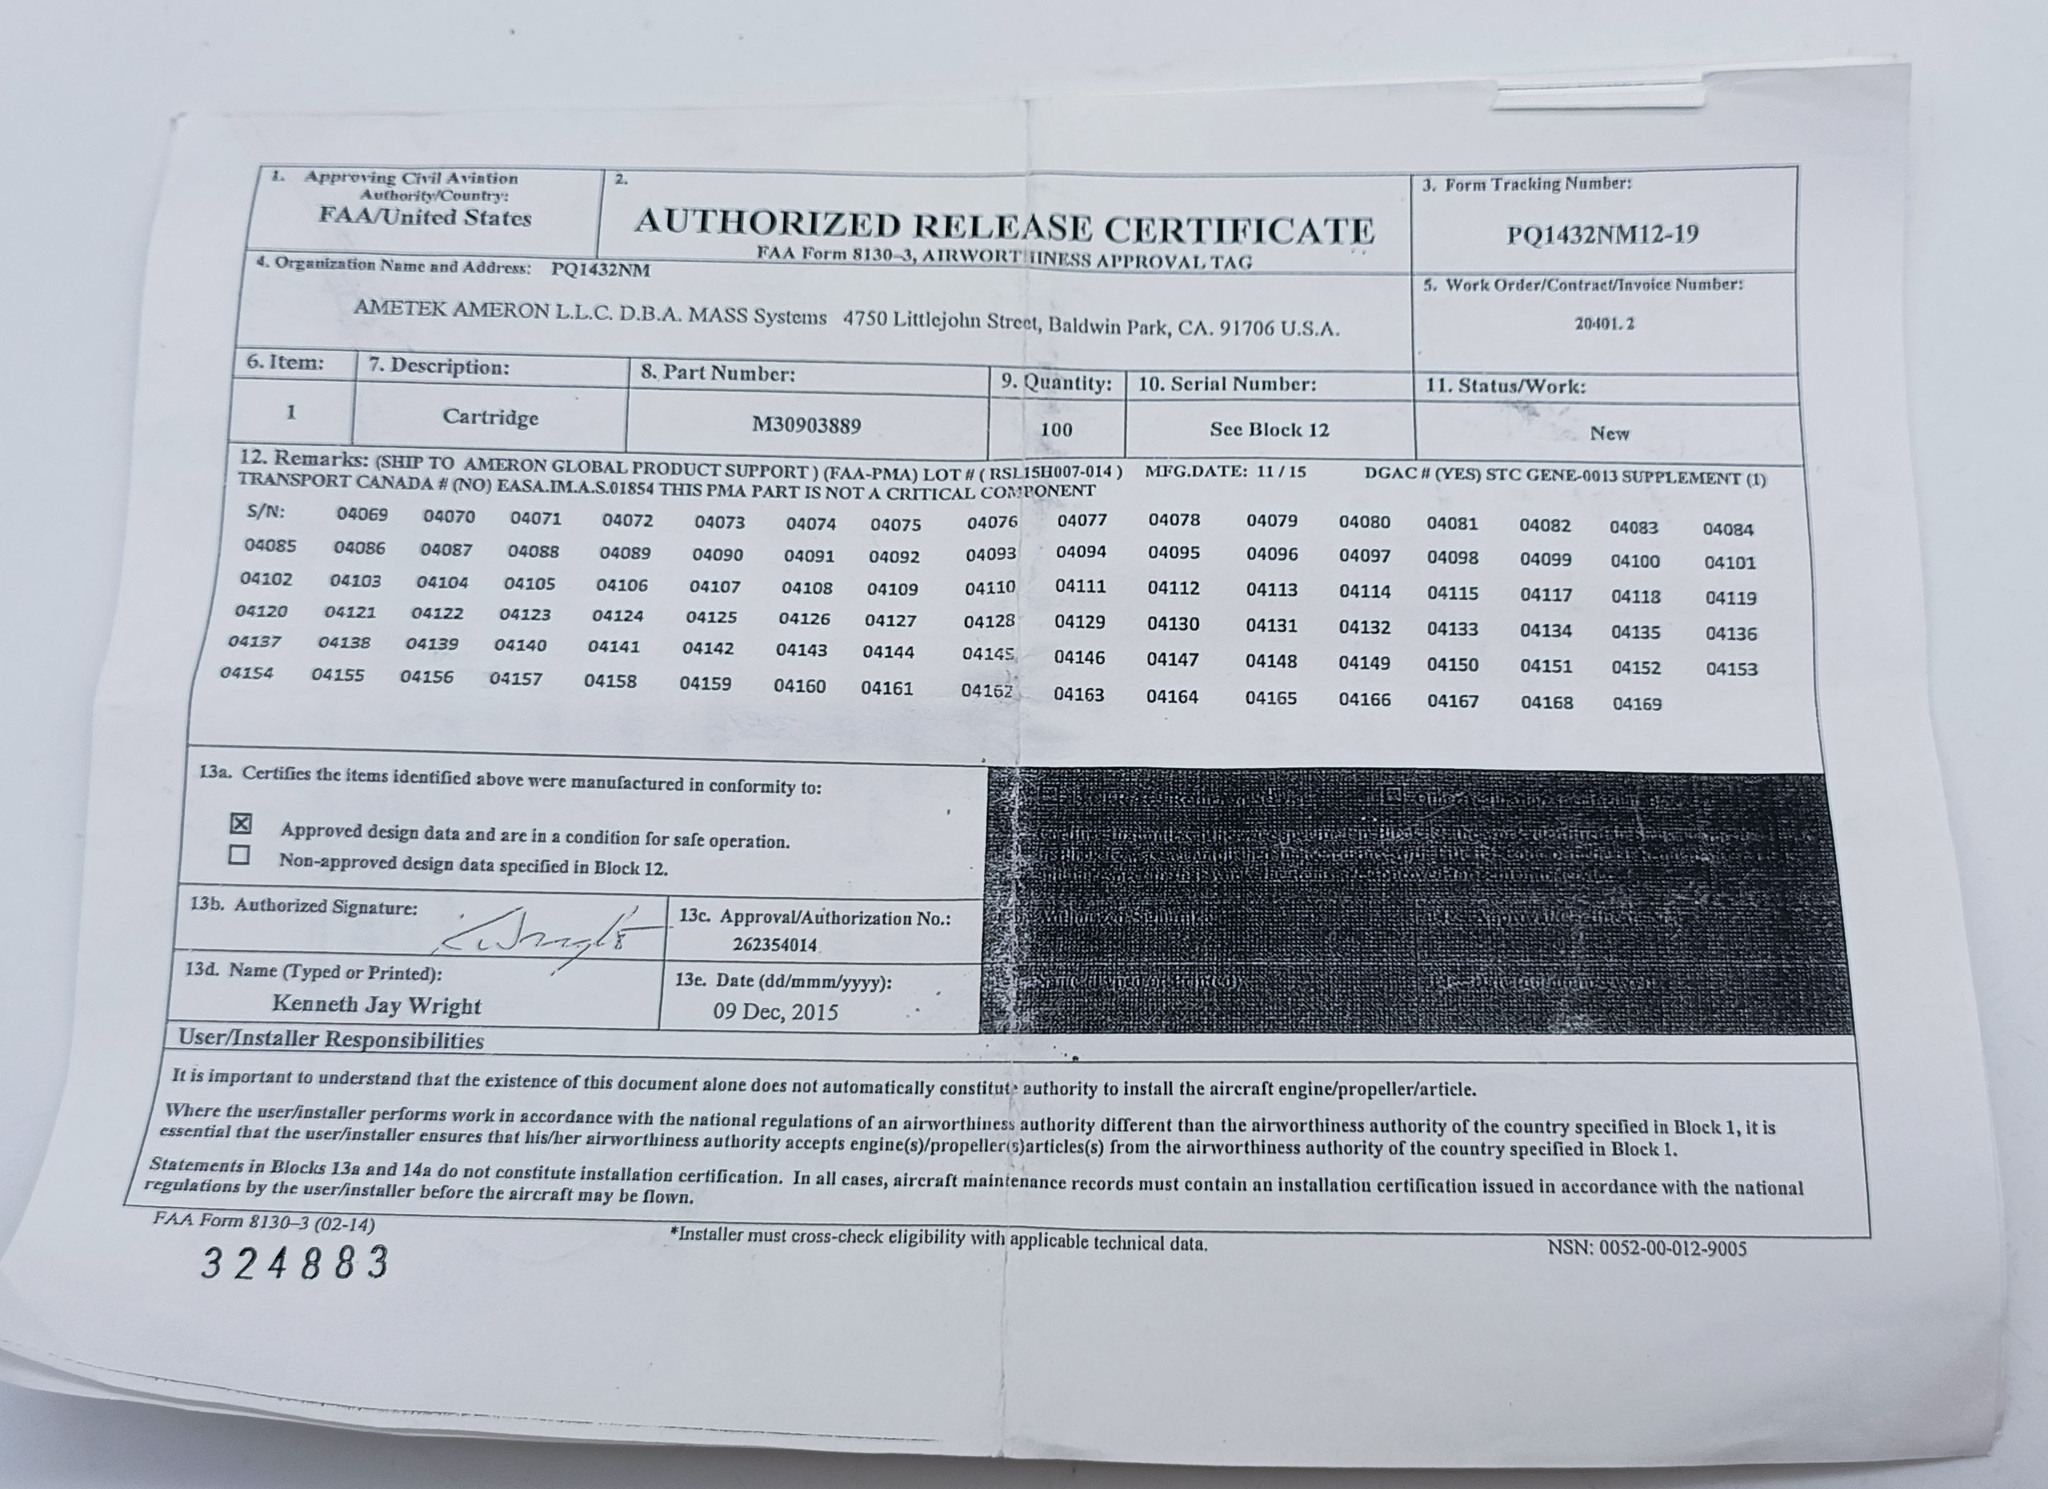 1. Approving Civil Aviation
Authority/Country:
FAA/United States
2.
AUTHORIZED RELEASE CERTIFICATE
FAA Form 8130–3, AIRWORTHINESS APPROVAL TAG
3. Form Tracking Number:
PQ1432NM12-19
4. Organization Name and Address: PQ1432NM
AMETEK AMERON L.L.C. D.B.A. MASS Systems 4750 Littlejohn Street, Baldwin Park, CA. 91706 U.S.A.
5. Work Order/Contract/Invoice Number:
20401.2
6. Item: 7. Description: 8. Part Number: 9. Quantity: 10. Serial Number: 11. Status/Work:
1 Cartridge M30903889 100 See Block 12 New
12. Remarks: (SHIP TO AMERON GLOBAL PRODUCT SUPPORT) (FAA-PMA) LOT # ( RSL15H007-014 ) MFG.DATE: 11 / 15 DGAC # (YES) STC GENE-0013 SUPPLEMENT (1)
TRANSPORT CANADA # (NO) EASA.IM.A.S.01854 THIS PMA PART IS NOT A CRITICAL COMPONENT
S/N: 04069 04070 04071 04072 04073 04074 04075 04076 04077 04078 04079 04080 04081 04082 04083 04084
04085 04086 04087 04088 04089 04090 04091 04092 04093 04094 04095 04096 04097 04098 04099 04100 04101
04102 04103 04104 04105 04106 04107 04108 04109 04110 04111 04112 04113 04114 04115 04117 04118 04119
04120 04121 04122 04123 04124 04125 04126 04127 04128 04129 04130 04131 04132 04133 04134 04135 04136
04137 04138 04139 04140 04141 04142 04143 04144 04145 04146 04147 04148 04149 04150 04151 04152 04153
04154 04155 04156 04157 04158 04159 04160 04161 04162 04163 04164 04165 04166 04167 04168 04169
13a. Certifies the items identified above were manufactured in conformity to:
Approved design data and are in a condition for safe operation.
Non-approved design data specified in Block 12.
13b. Authorized Signature:
13c. Approval/Authorization No.:
262354014
13d. Name (Typed or Printed):
Kenneth Jay Wright
13e. Date (dd/mmm/yyyy):
09 Dec, 2015
User/Installer Responsibilities
It is important to understand that the existence of this document alone does not automatically constitute authority to install the aircraft engine/propeller/article.
Where the user/installer performs work in accordance with the national regulations of an airworthiness authority different than the airworthiness authority of the country specified in Block 1, it is
essential that the user/installer ensures that his/her airworthiness authority accepts engine(s)/propeller(s)articles(s) from the airworthiness authority of the country specified in Block 1.
Statements in Blocks 13a and 14a do not constitute installation certification. In all cases, aircraft maintenance records must contain an installation certification issued in accordance with the national
regulations by the user/installer before the aircraft may be flown.
FAA Form 8130–3 (02-14)
*Installer must cross-check eligibility with applicable technical data.
NSN: 0052-00-012-9005
324883